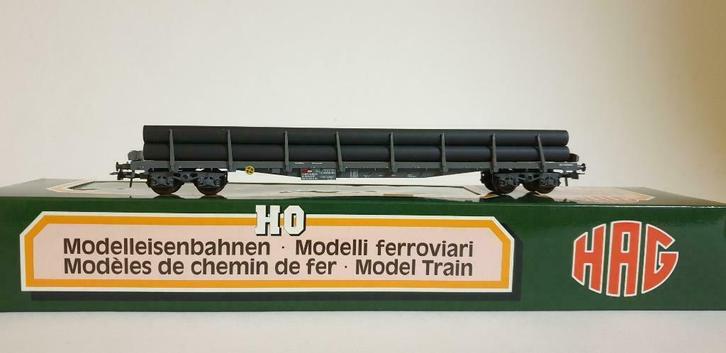 HO
Modelleisenbahnen · Modelli ferroviari
Modèles de chemin de fer · Model Train
HAG